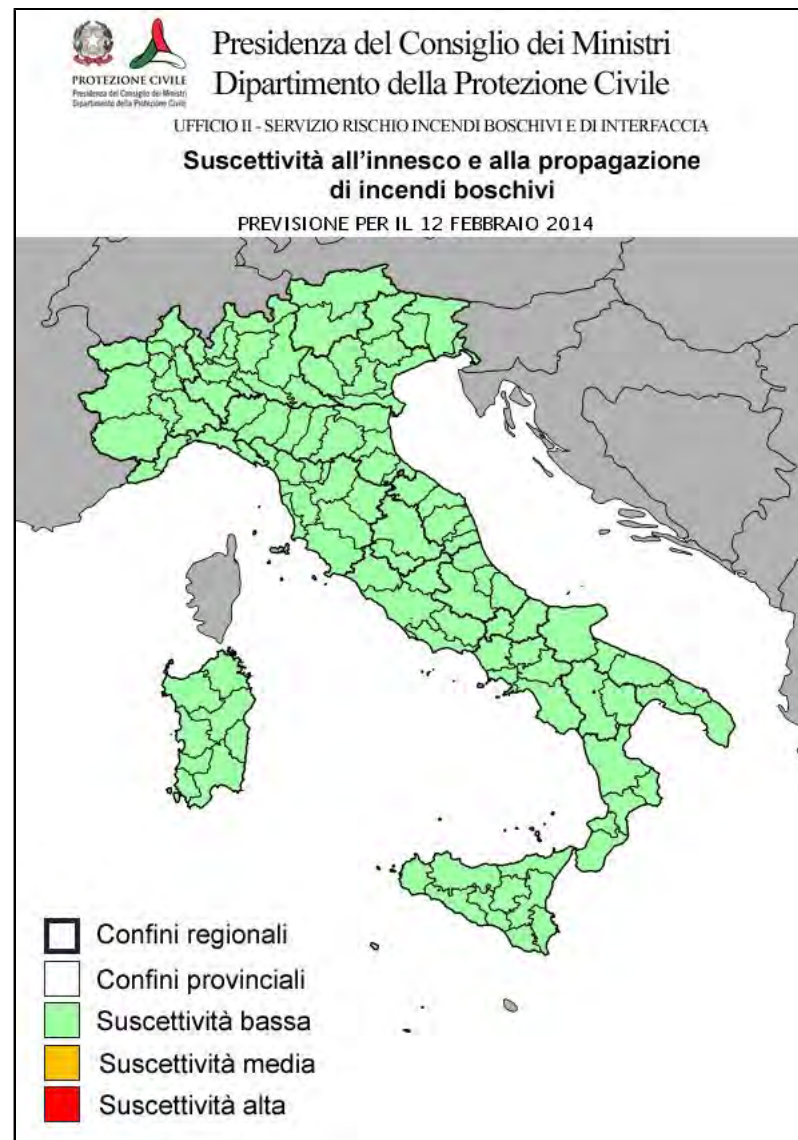 PROTEZIONE CIVILE
Presidenza del Consiglio dei Ministri
Dipartimento della Protezione Civile
Presidenza del Consiglio dei Ministri
Dipartimento della Protezione Civile
UFFICIO II - SERVIZIO RISCHIO INCENDI BOSCHIVI E DI INTERFACCIA
Suscettività all'innesco e alla propagazione
di incendi boschivi
PREVISIONE PER IL 12 FEBBRAIO 2014
Confini regionali
Confini provinciali
Suscettività bassa
Suscettività media
Suscettività alta